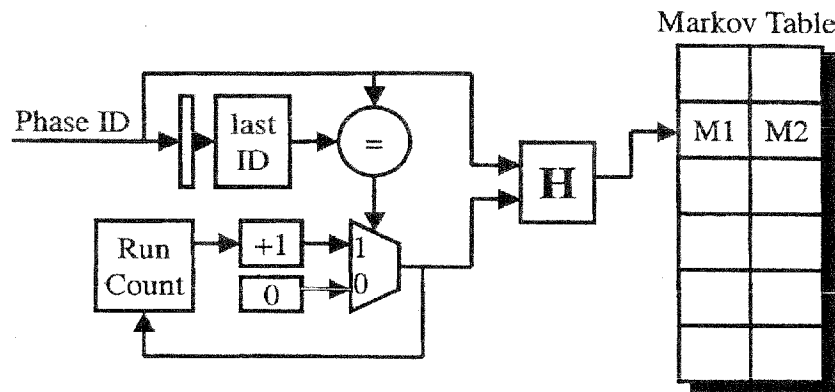 Markov Table
Phase ID
last
ID
=
M1 M2
H
Run
Count
+1
0
1
0